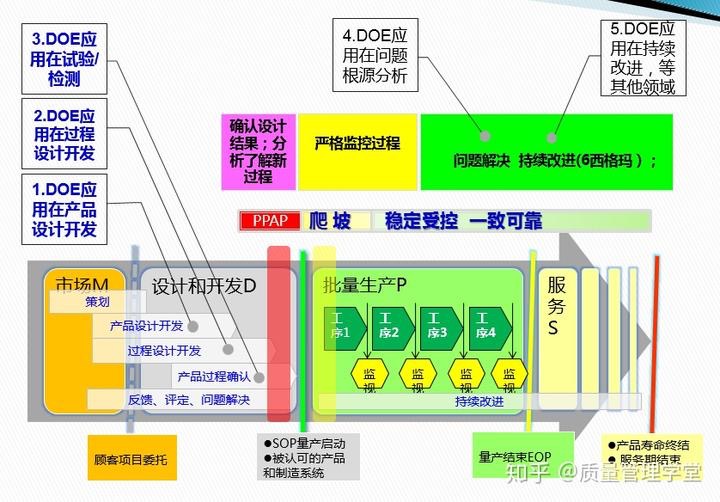 3.DOE应
用在试验/
检测
2.DOE应
用在过程
设计开发
1.DOE应
用在产品
设计开发
4.DOE应
用在问题
根源分析
5.DOE应
用在持续
改进，等
其他领域
确认设计
结果；分
析了解新
过程
严格监控过程
问题解决 持续改进(6西格玛)；
PPAP 爬坡 稳定受控 一致可靠
市场M
设计和开发D
批量生产P
服
务
S
策划
产品设计开发
过程设计开发
产品过程确认
反馈、评定、问题解决
工
序1
工
序2
工
序3
工
序4
监
视
监
视
监
视
监
视
持续改进
顾客项目委托
●SOP量产启动
●被认可的产品
和制造系统
量产结束EOP
●产品寿命终结
● 服务期结束
知乎 @质量管理学堂